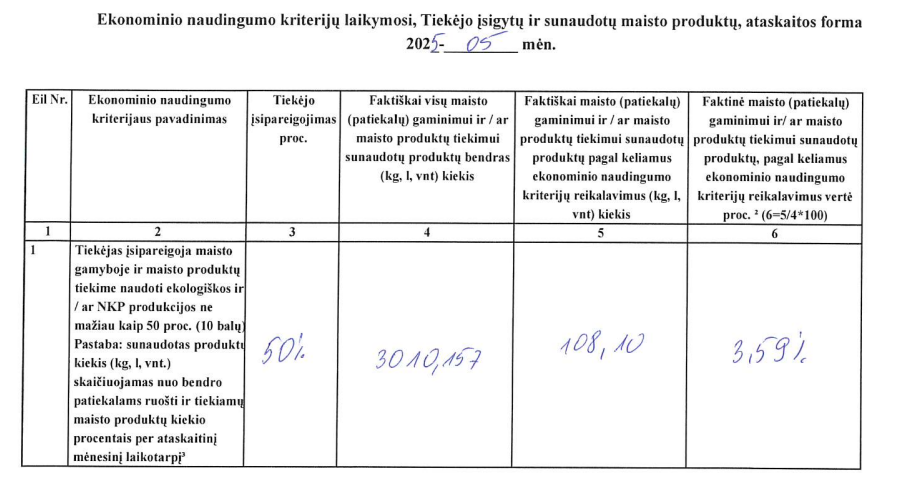 Ekonominio naudingumo kriterijų laikymosi, Tiekėjo įsigytų ir sunaudotų maisto produktų, ataskaitos forma
2025- 05 mėn.
Eil Nr.
Ekonominio naudingumo
kriterijaus pavadinimas
Tiekėjo
įsipareigojimas
proc.
Faktiškai visų maisto
(patiekalų) gaminimui ir / ar
maisto produktų tiekimui
sunaudotų produktų bendras
(kg, l, vnt) kiekis
Faktiškai maisto (patiekalų)
gaminimui ir / ar maisto
produktų tiekimui sunaudotų
produktų pagal keliamus
ekonominio naudingumo
kriterijų reikalavimus (kg, l,
vnt) kiekis
Faktinė maisto (patiekalų)
gaminimui ir/ ar maisto
produktų tiekimui sunaudotų
produktų, pagal keliamus
ekonominio naudingumo
kriterijų reikalavimus vertė
proc. ² (6=5/4*100)
1 2 3 4 5 6
1
Tiekėjas įsipareigoja maisto
gamyboje ir maisto produktų
tiekime naudoti ekologiškos ir
/ ar NKP produkcijos ne
mažiau kaip 50 proc. (10 balų)
Pastaba: sunaudotas produktų
kiekis (kg, l, vnt.)
skaičiuojamas nuo bendro
patiekalams ruošti ir tiekiamų
maisto produktų kiekio
procentais per ataskaitinį
mėnesinį laikotarpį³
50%
3010,157
108,10
3,59%